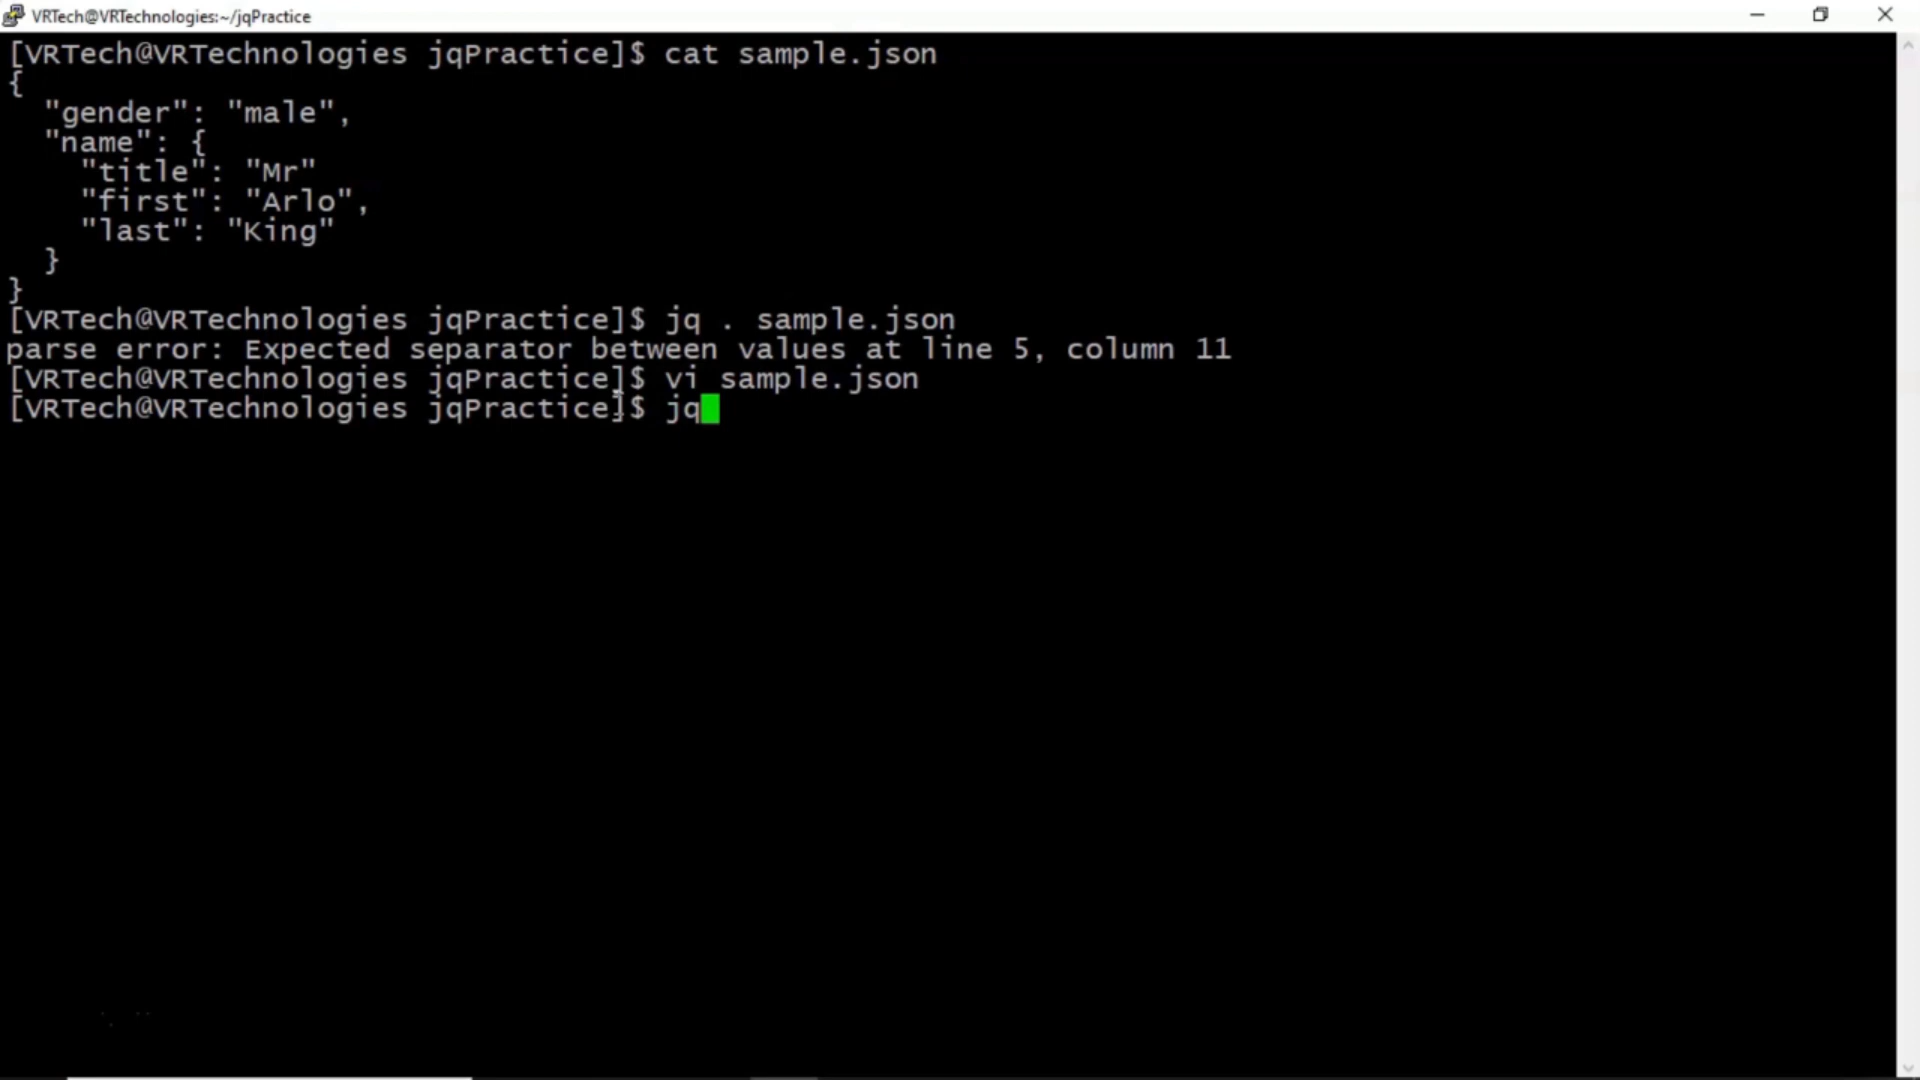 VRTech@VRTechnologies:~/jqPractice
[VRTech@VRTechnologies jqPractice]$ cat sample.json
{
  "gender": "male",
  "name": {
    "title": "Mr"
    "first": "Arlo",
    "last": "King"
  }
}
[VRTech@VRTechnologies jqPractice]$ jq . sample.json
parse error: Expected separator between values at line 5, column 11
[VRTech@VRTechnologies jqPractice]$ vi sample.json
[VRTech@VRTechnologies jqPractice]$ jq